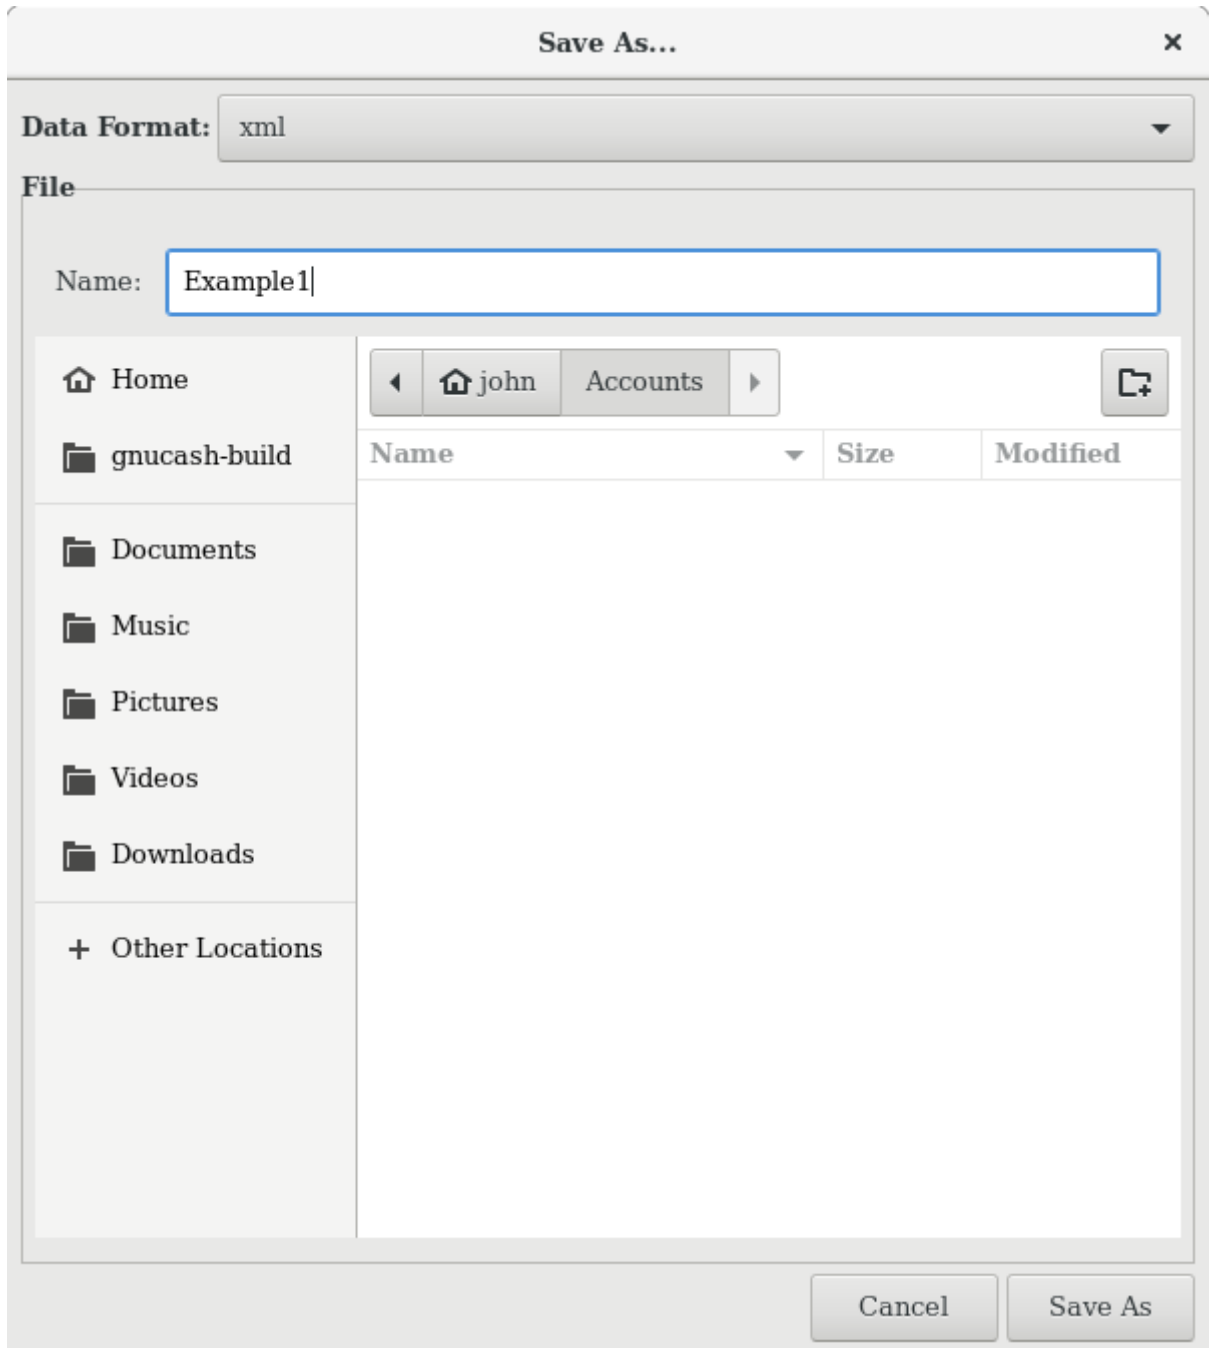 Save As...
Data Format: xml
File
Name: Example1
Home
gnucash-build
Documents
Music
Pictures
Videos
Downloads
Other Locations
john Accounts
Name Size Modified
Cancel Save As